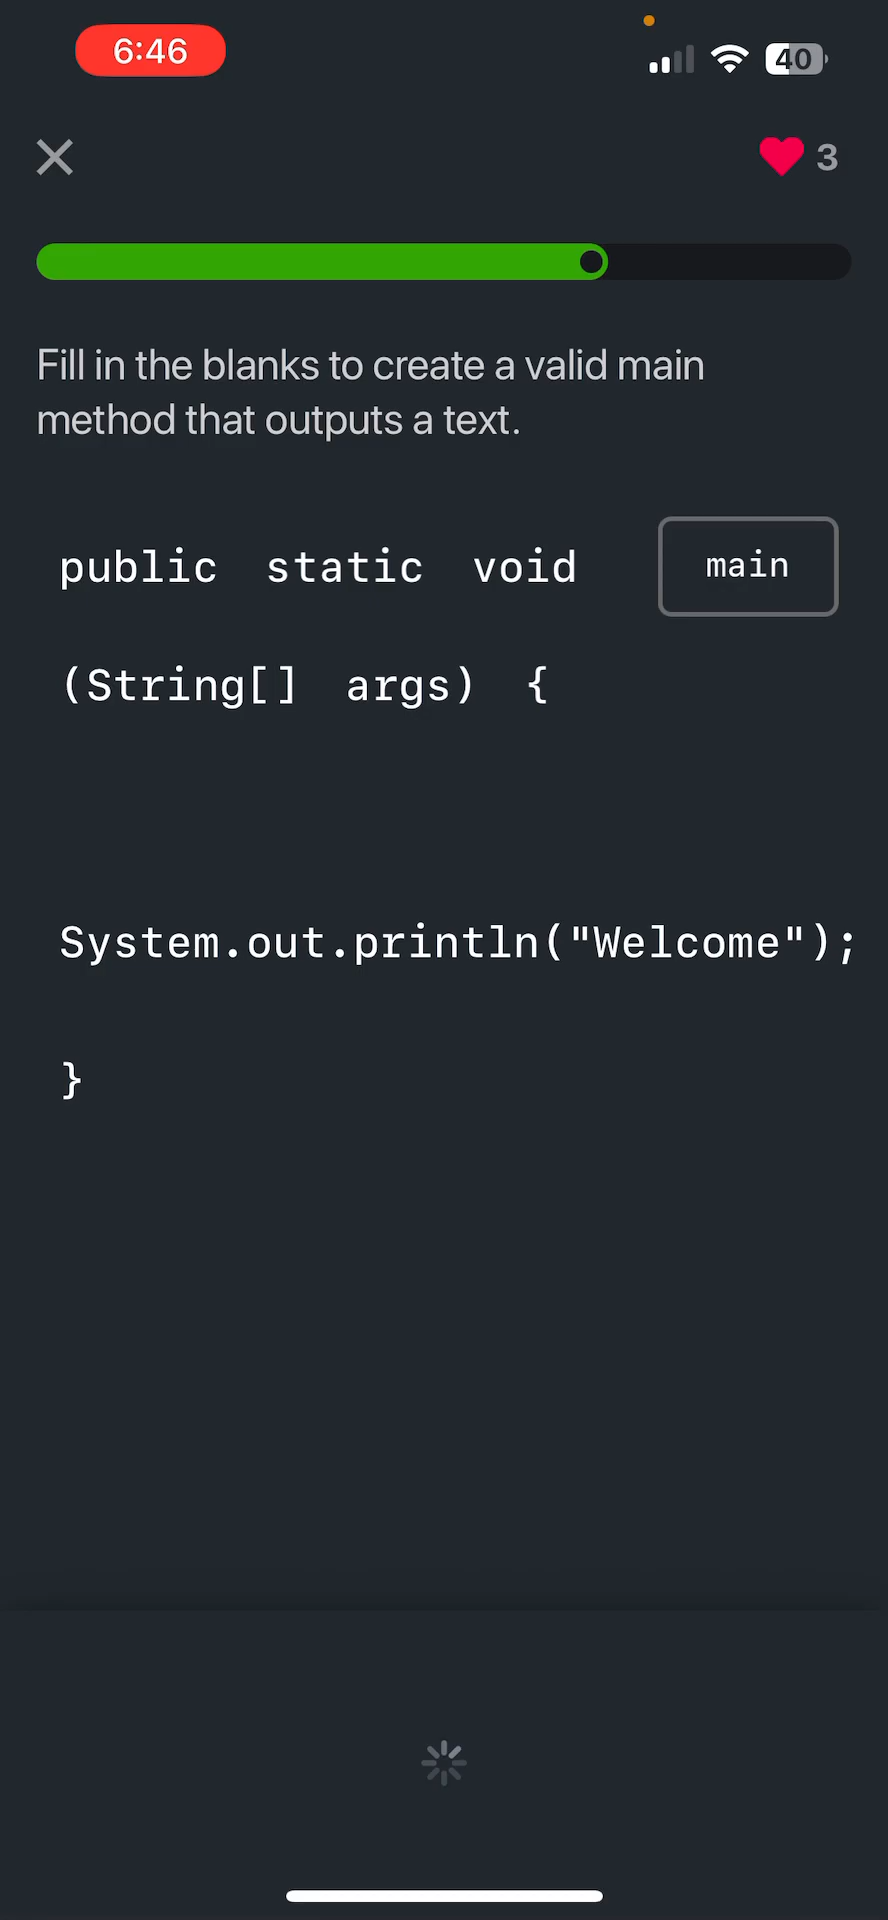 6:46
40
3
Fill in the blanks to create a valid main
method that outputs a text.
public static void main
(String[] args) {
System.out.println("Welcome");
}